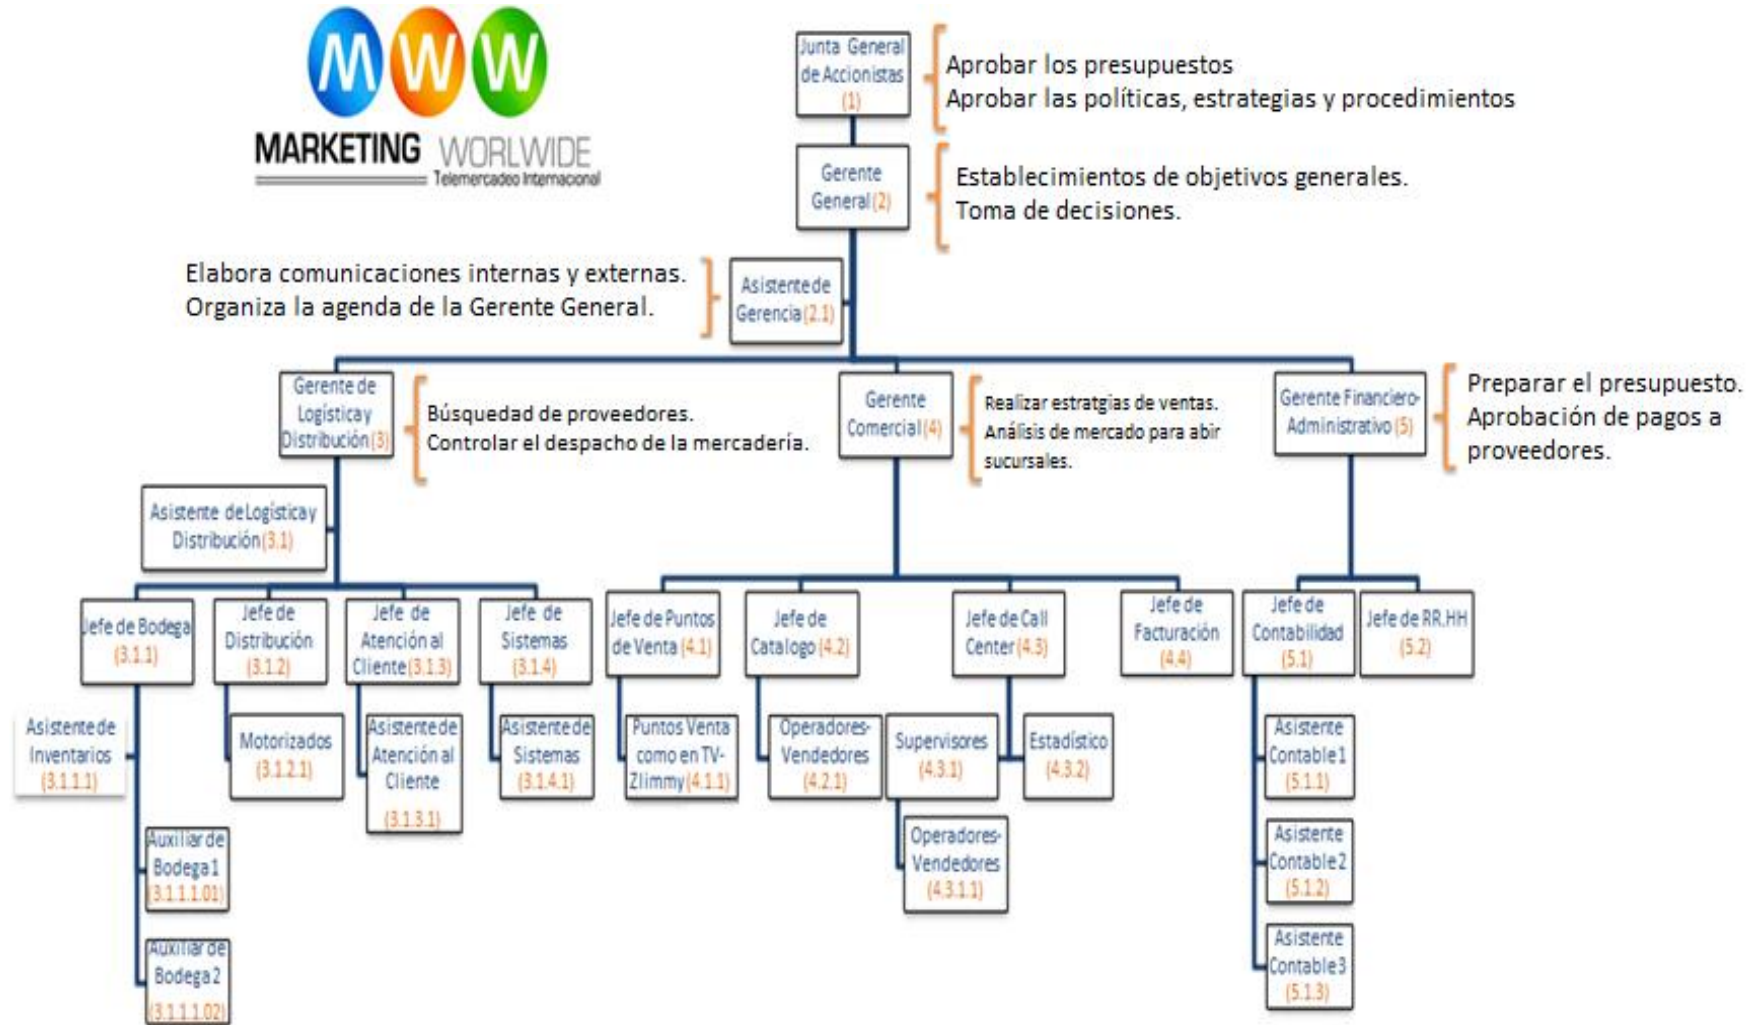 MWW
MARKETING WORLWIDE
Telemercadeo Internacional
Junta General
de Accionistas
(1)
Aprobar los presupuestos
Aprobar las políticas, estrategias y procedimientos
Gerente
General(2)
Establecimientos de objetivos generales.
Toma de decisiones.
Elabora comunicaciones internas y externas.
Organiza la agenda de la Gerente General.
Asistente de
Gerencia(2.1)
Gerente de
Logística y
Distribución(3)
Búsquedad de proveedores.
Controlar el despacho de la mercadería.
Gerente
Comercial(4)
Realizar estratgias de ventas.
Análisis de mercado para abir
sucursales.
Gerente Financiero-
Administrativo(5)
Preparar el presupuesto.
Aprobación de pagos a
proveedores.
Asistente de Logística y
Distribución(3.1)
Jefe de Bodega
(3.1.1)
Jefe de
Distribución
(3.1.2)
Jefe de
Atención al
Cliente(3.1.3)
Jefe de
Sistemas
(3.1.4)
Jefe de Puntos
de Venta (4.1)
Jefe de
Catalogo(4.2)
Jefe de Call
Center(4.3)
Jefe de
Facturación
(4.4)
Jefe de
Contabilidad
(5.1)
Jefe de RR.HH
(5.2)
Asistente de
Inventarios
(3.1.1.1)
Motorizados
(3.1.2.1)
Asistente de
Atención al
Cliente
(3.1.3.1)
Asistente de
Sistemas
(3.1.4.1)
Puntos Venta
como en TV-
Zlimmy(4.1.1)
Operadores-
Vendedores
(4.2.1)
Supervisores
(4.3.1)
Estadístico
(4.3.2)
Asistente
Contable1
(5.1.1)
Auxiliar de
Bodega1
(3.1.1.1.01)
Operadores-
Vendedores
(4.3.1.1)
Asistente
Contable2
(5.1.2)
Auxiliar de
Bodega2
(3.1.1.1.02)
Asistente
Contable3
(5.1.3)